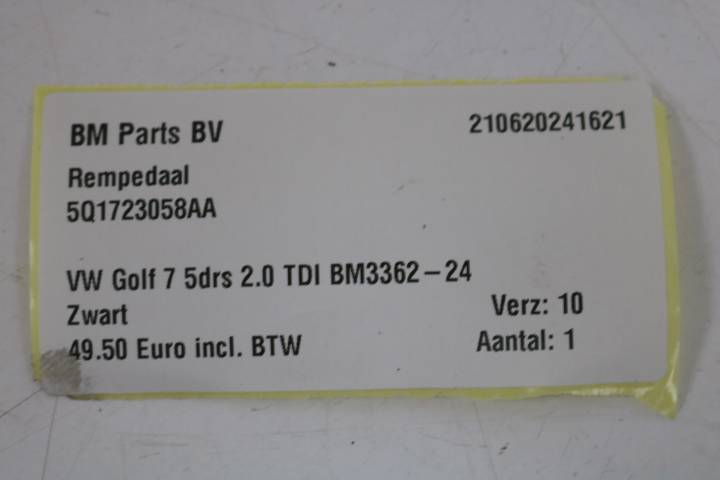 BM Parts BV 210620241621
Rempedaal
5Q1723058AA
VW Golf 7 5drs 2.0 TDI BM3362-24
Zwart Verz: 10
49.50 Euro incl. BTW Aantal: 1